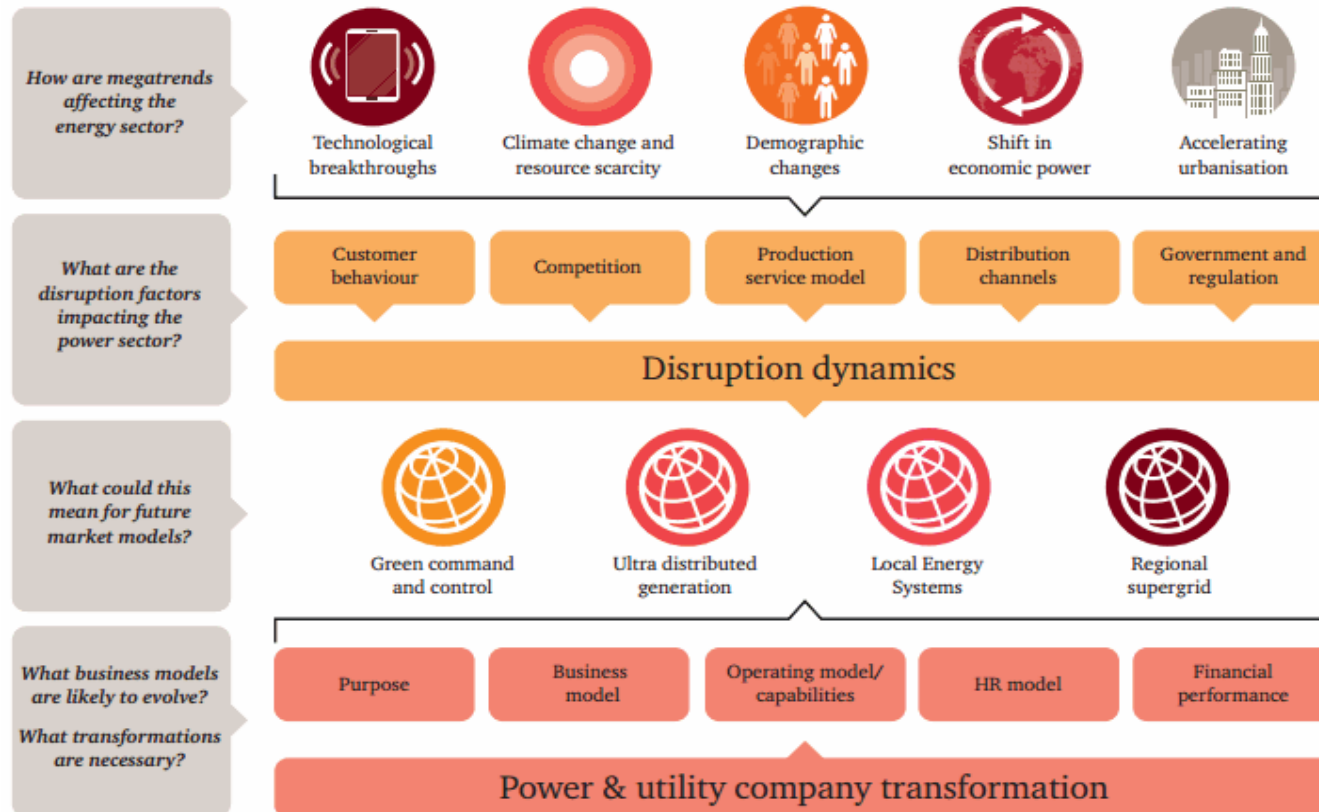 How are megatrends
affecting the
energy sector?
Technological
breakthroughs
Climate change and
resource scarcity
Demographic
changes
Shift in
economic power
Accelerating
urbanisation
What are the
disruption factors
impacting the
power sector?
Customer
behaviour
Competition
Production
service model
Distribution
channels
Government and
regulation
Disruption dynamics
What could this
mean for future
market models?
Green command
and control
Ultra distributed
generation
Local Energy
Systems
Regional
supergrid
What business models
are likely to evolve?
What transformations
are necessary?
Purpose
Business
model
Operating model/
capabilities
HR model
Financial
performance
Power & utility company transformation